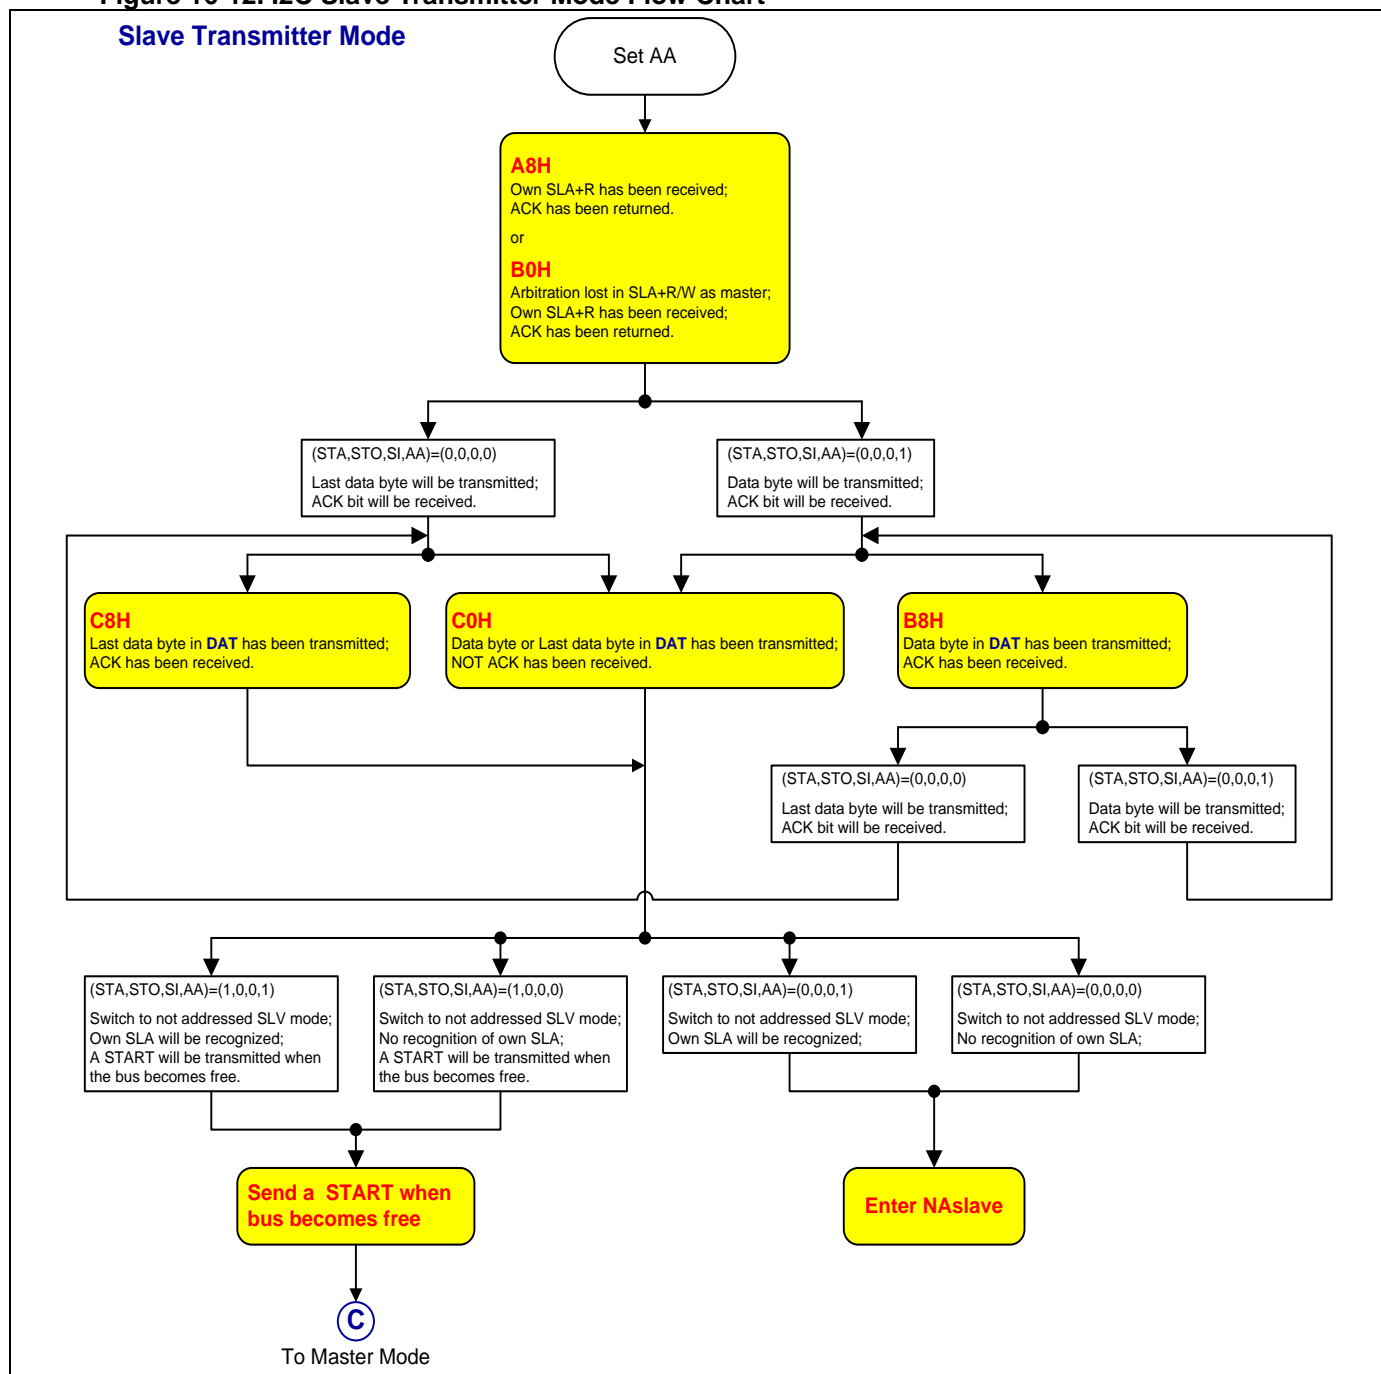 Figure 16-12. I2C Slave Transmitter Mode Flow Chart
Slave Transmitter Mode
Set AA
A8H
Own SLA+R has been received;
ACK has been returned.
or
B0H
Arbitration lost in SLA+R/W as master;
Own SLA+R has been received;
ACK has been returned.
(STA,STO,SI,AA)=(0,0,0,0)
Last data byte will be transmitted;
ACK bit will be received.
(STA,STO,SI,AA)=(0,0,0,1)
Data byte will be transmitted;
ACK bit will be received.
C8H
Last data byte in DAT has been transmitted;
ACK has been received.
C0H
Data byte or Last data byte in DAT has been transmitted;
NOT ACK has been received.
B8H
Data byte in DAT has been transmitted;
ACK has been received.
(STA,STO,SI,AA)=(0,0,0,0)
Last data byte will be transmitted;
ACK bit will be received.
(STA,STO,SI,AA)=(0,0,0,1)
Data byte will be transmitted;
ACK bit will be received.
(STA,STO,SI,AA)=(1,0,0,1)
Switch to not addressed SLV mode;
Own SLA will be recognized;
A START will be transmitted when
the bus becomes free.
(STA,STO,SI,AA)=(1,0,0,0)
Switch to not addressed SLV mode;
No recognition of own SLA;
A START will be transmitted when
the bus becomes free.
(STA,STO,SI,AA)=(0,0,0,1)
Switch to not addressed SLV mode;
Own SLA will be recognized;
(STA,STO,SI,AA)=(0,0,0,0)
Switch to not addressed SLV mode;
No recognition of own SLA;
Send a START when
bus becomes free
Enter NAslave
C
To Master Mode